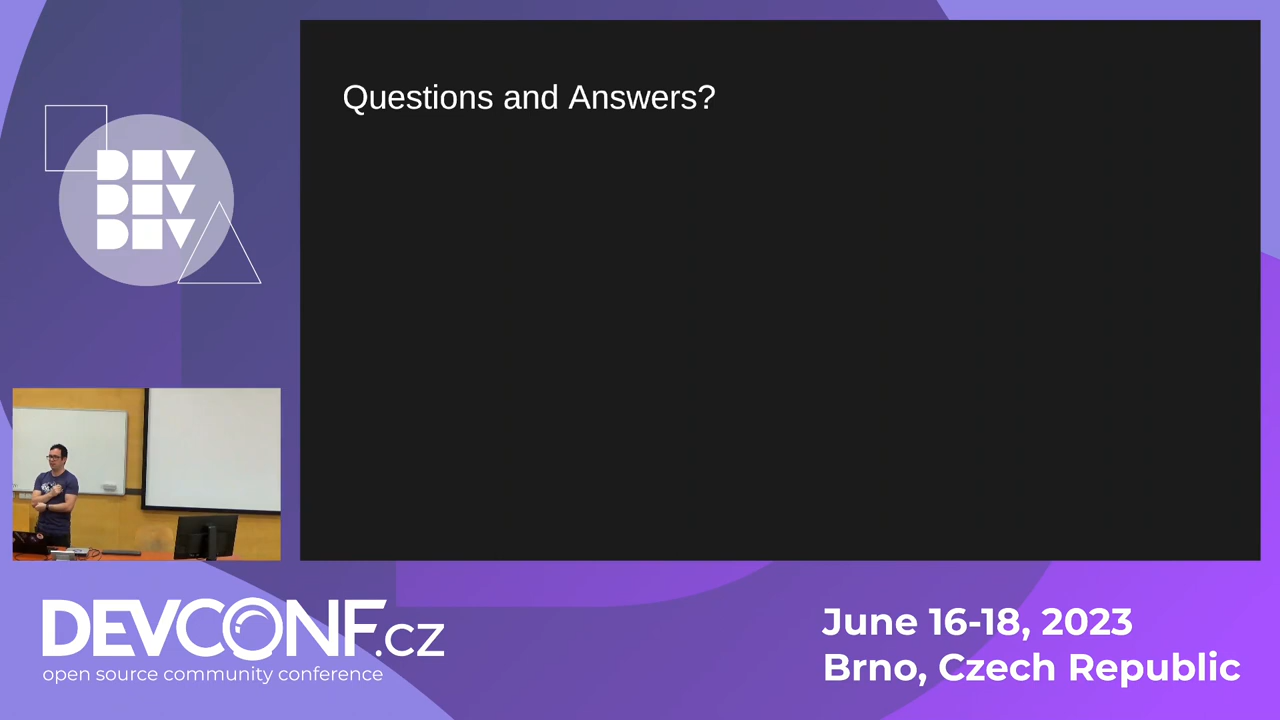 Questions and Answers?
DEV
DEV
DEV
DEVCONF.CZ
open source community conference
June 16-18, 2023
Brno, Czech Republic